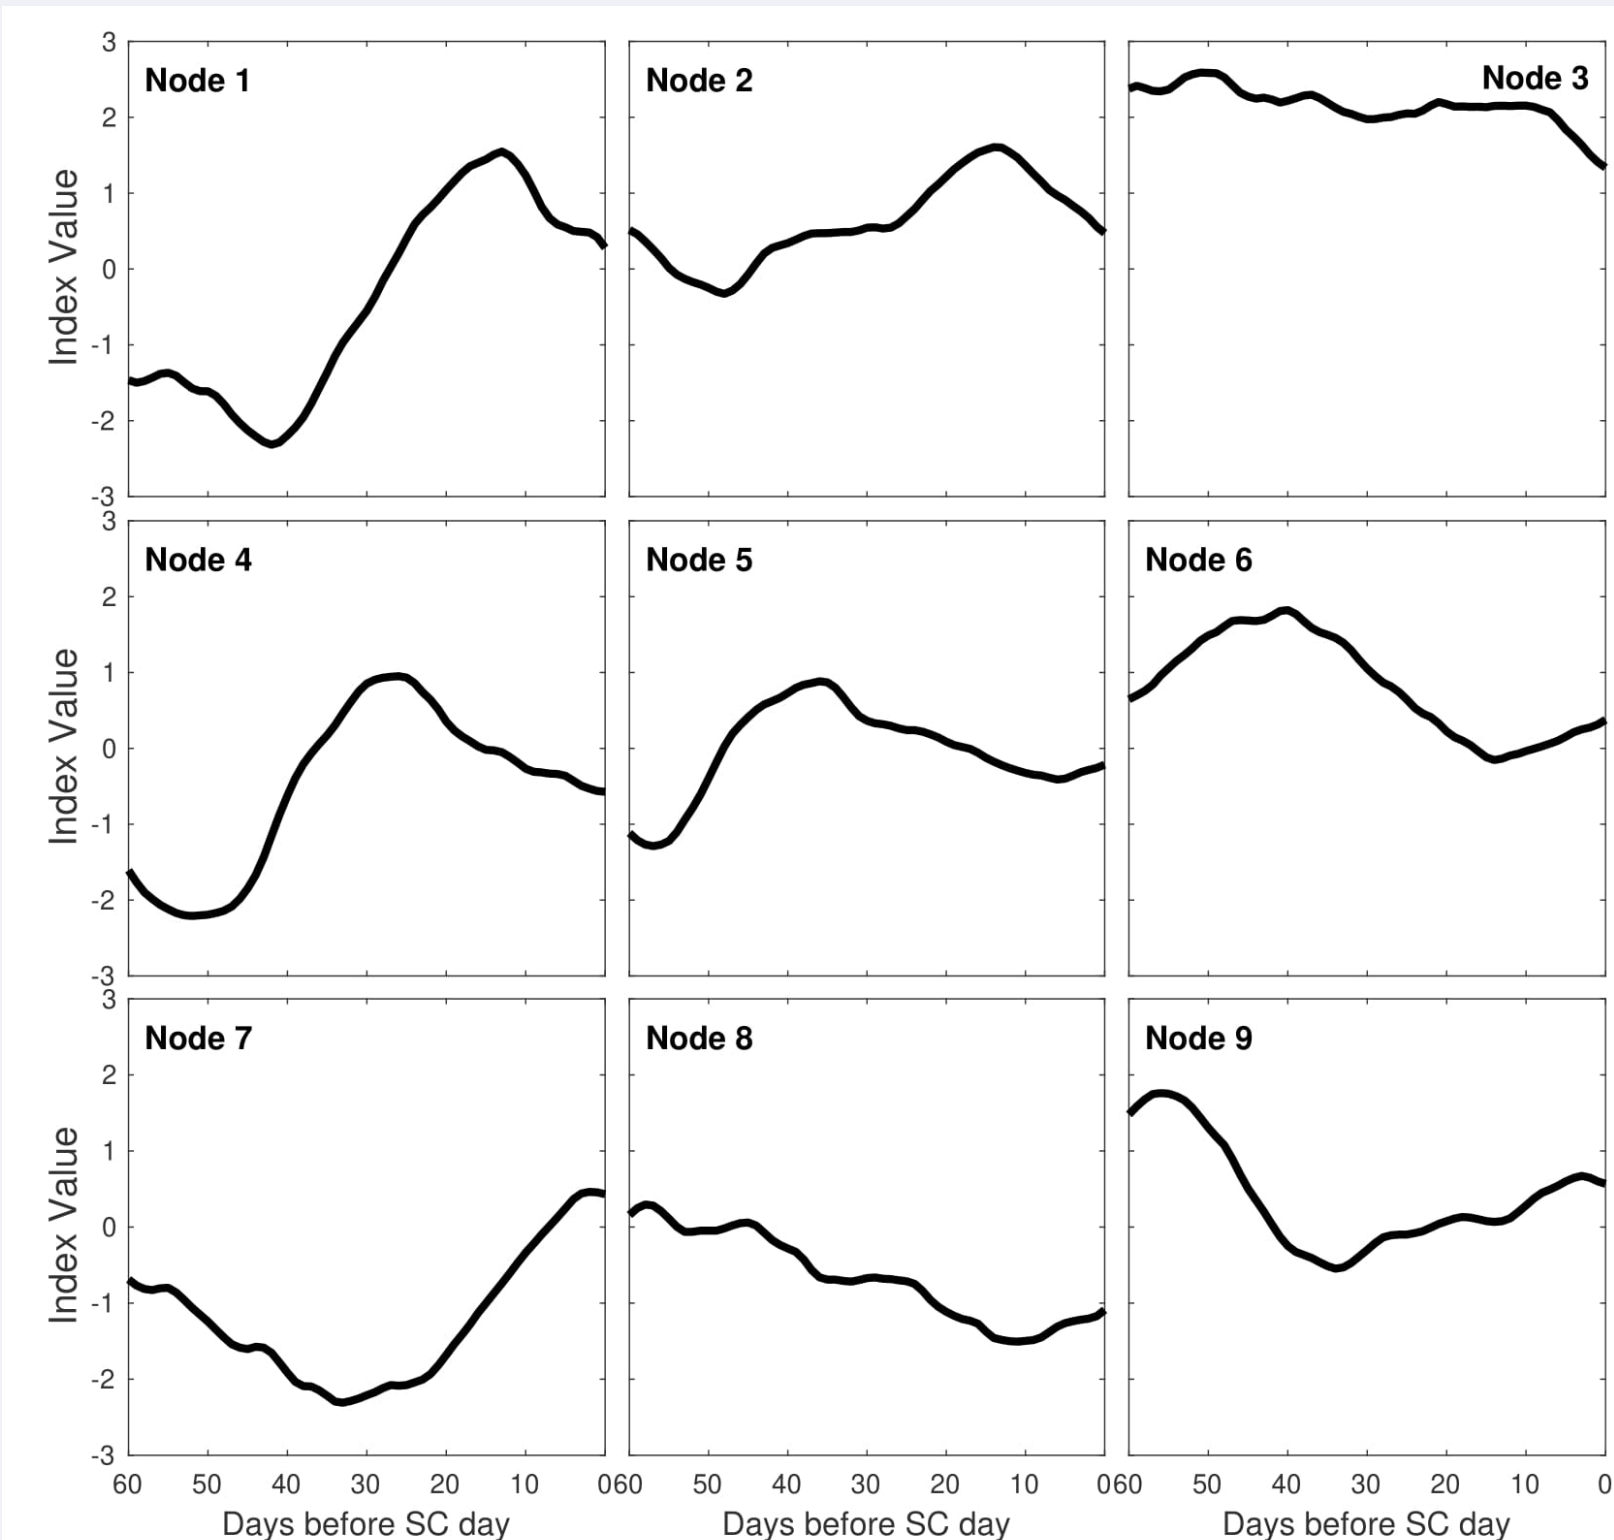 3
2
1
0
-1
-2
-3
Index Value
Node 1
Node 2
Node 3
3
2
1
0
-1
-2
-3
Index Value
Node 4
Node 5
Node 6
3
2
1
0
-1
-2
-3
Index Value
Node 7
Node 8
Node 9
60 50 40 30 20 10 0
60 50 40 30 20 10 0
60 50 40 30 20 10 0
Days before SC day
Days before SC day
Days before SC day